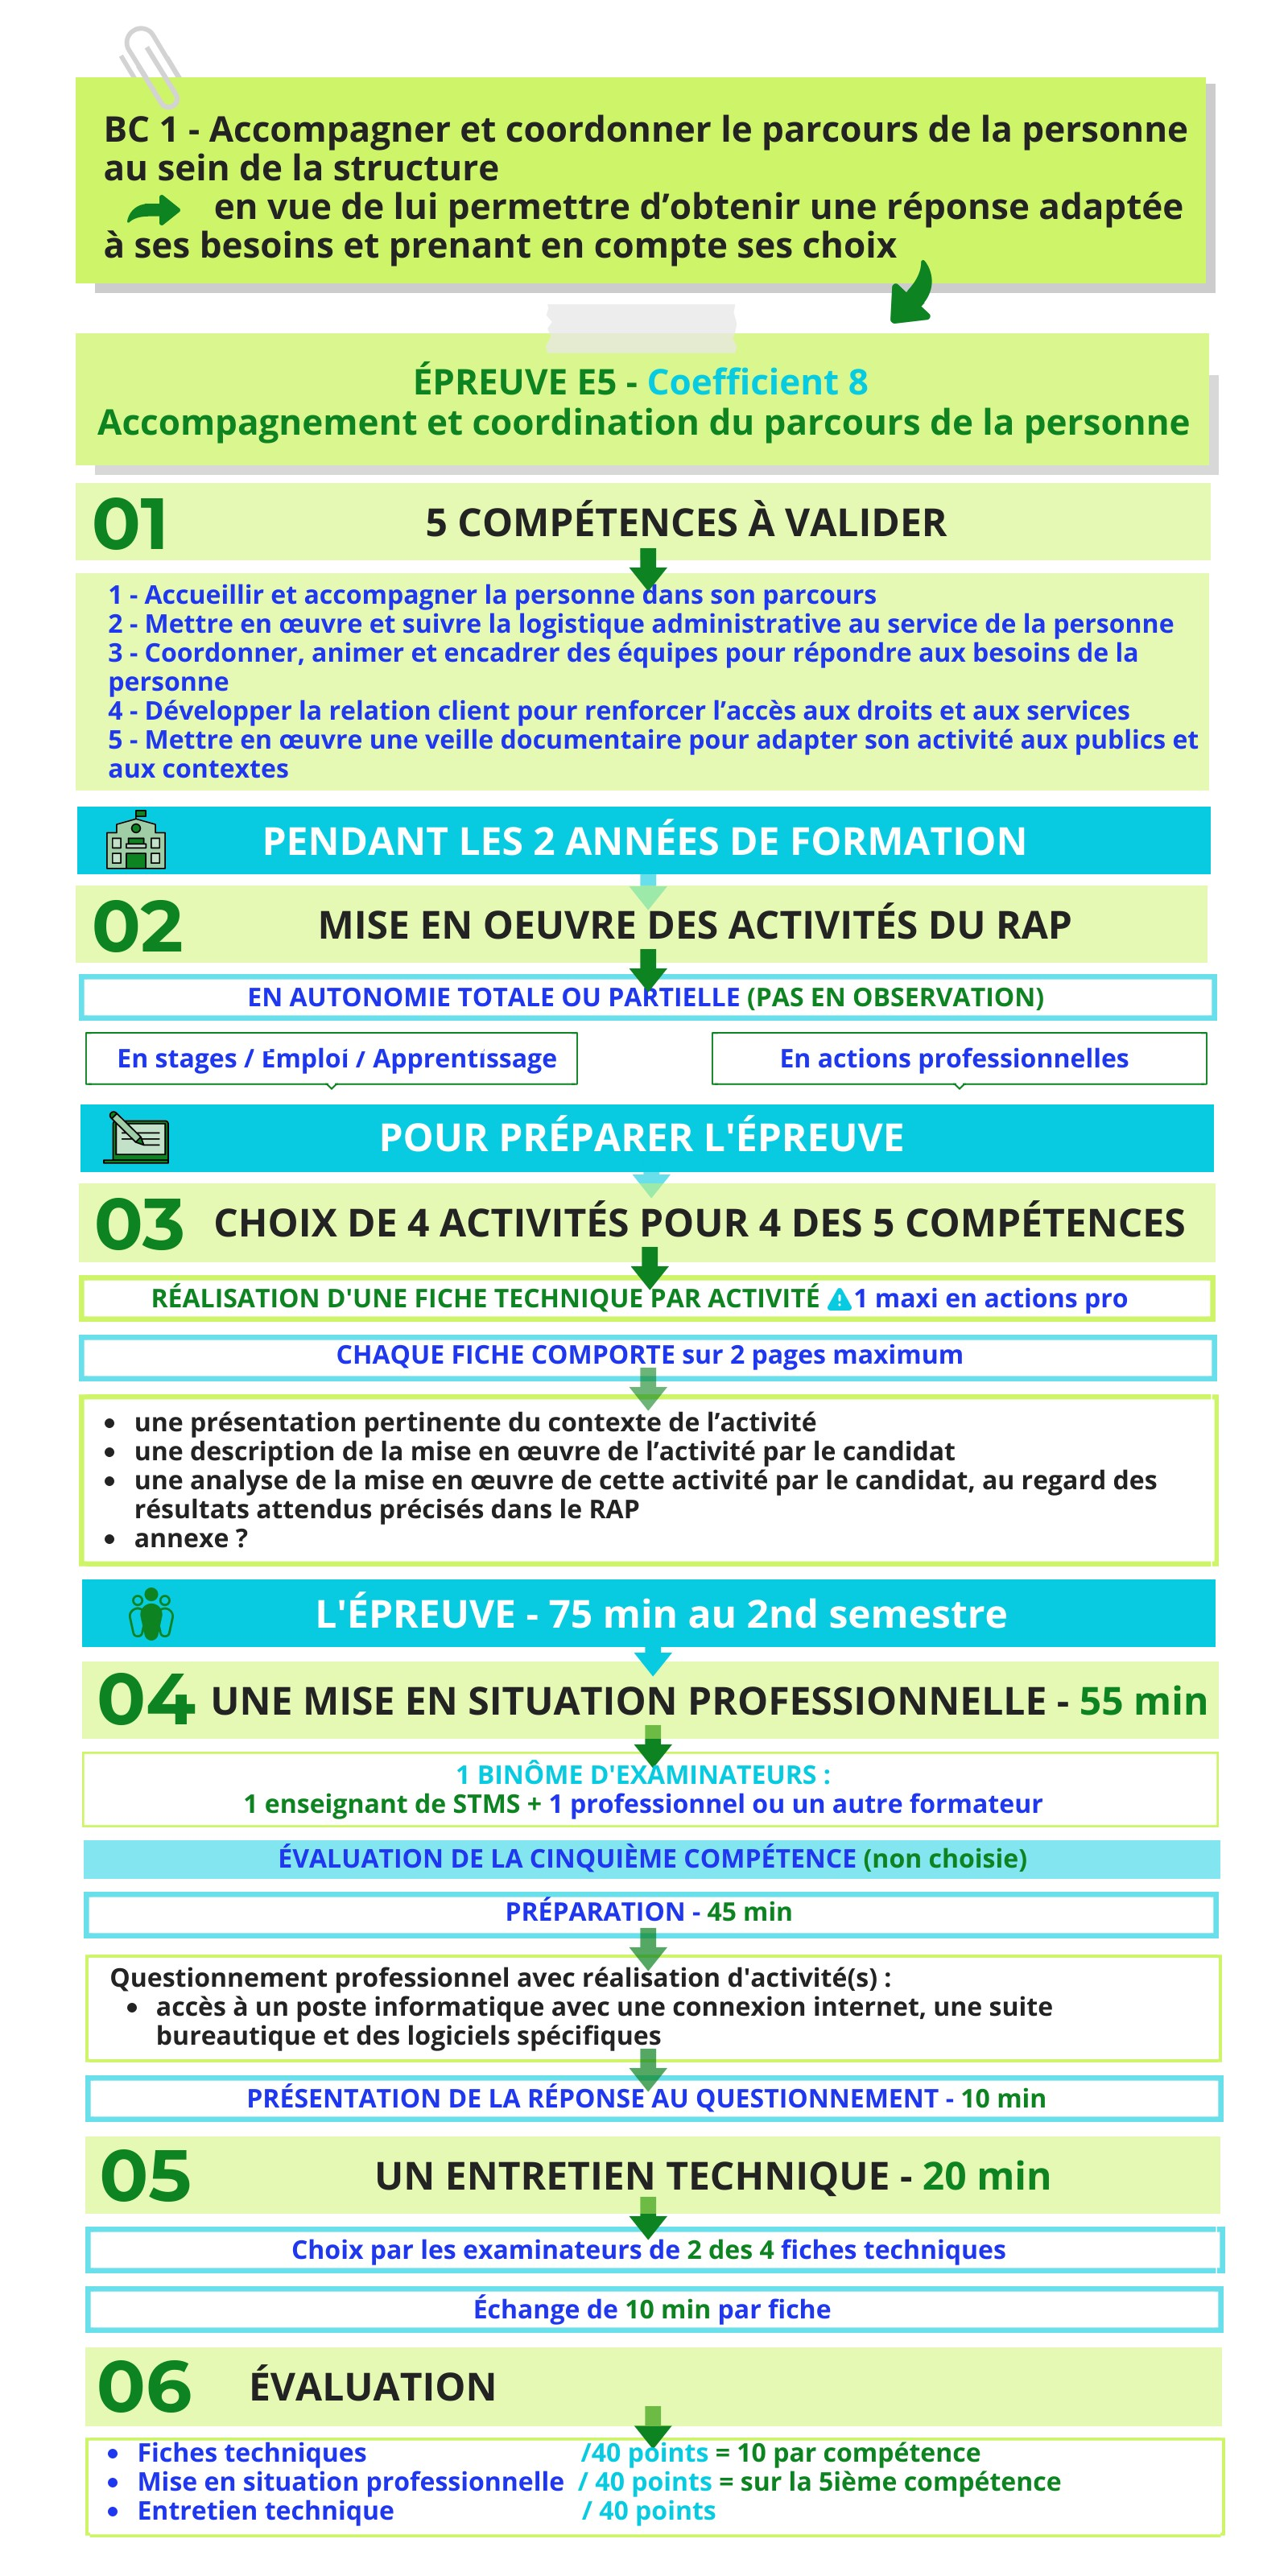 BC 1 - Accompagner et coordonner le parcours de la personne
au sein de la structure
en vue de lui permettre d’obtenir une réponse adaptée
à ses besoins et prenant en compte ses choix
ÉPREUVE E5 - Coefficient 8
Accompagnement et coordination du parcours de la personne
01 5 COMPÉTENCES À VALIDER
1 - Accueillir et accompagner la personne dans son parcours
2 - Mettre en œuvre et suivre la logistique administrative au service de la personne
3 - Coordonner, animer et encadrer des équipes pour répondre aux besoins de la
personne
4 - Développer la relation client pour renforcer l’accès aux droits et aux services
5 - Mettre en œuvre une veille documentaire pour adapter son activité aux publics et
aux contextes
PENDANT LES 2 ANNÉES DE FORMATION
02 MISE EN OEUVRE DES ACTIVITÉS DU RAP
EN AUTONOMIE TOTALE OU PARTIELLE (PAS EN OBSERVATION)
En stages / Emploi / Apprentissage
En actions professionnelles
POUR PRÉPARER L'ÉPREUVE
03 CHOIX DE 4 ACTIVITÉS POUR 4 DES 5 COMPÉTENCES
RÉALISATION D'UNE FICHE TECHNIQUE PAR ACTIVITÉ 1 maxi en actions pro
CHAQUE FICHE COMPORTE sur 2 pages maximum
• une présentation pertinente du contexte de l’activité
• une description de la mise en œuvre de l’activité par le candidat
• une analyse de la mise en œuvre de cette activité par le candidat, au regard des
résultats attendus précisés dans le RAP
• annexe ?
L'ÉPREUVE - 75 min au 2nd semestre
04 UNE MISE EN SITUATION PROFESSIONNELLE - 55 min
1 BINÔME D'EXAMINATEURS :
1 enseignant de STMS + 1 professionnel ou un autre formateur
ÉVALUATION DE LA CINQUIÈME COMPÉTENCE (non choisie)
PRÉPARATION - 45 min
Questionnement professionnel avec réalisation d'activité(s) :
• accès à un poste informatique avec une connexion internet, une suite
bureautique et des logiciels spécifiques
PRÉSENTATION DE LA RÉPONSE AU QUESTIONNEMENT - 10 min
05 UN ENTRETIEN TECHNIQUE - 20 min
Choix par les examinateurs de 2 des 4 fiches techniques
Échange de 10 min par fiche
06 ÉVALUATION
• Fiches techniques /40 points = 10 par compétence
• Mise en situation professionnelle / 40 points = sur la 5ième compétence
• Entretien technique / 40 points